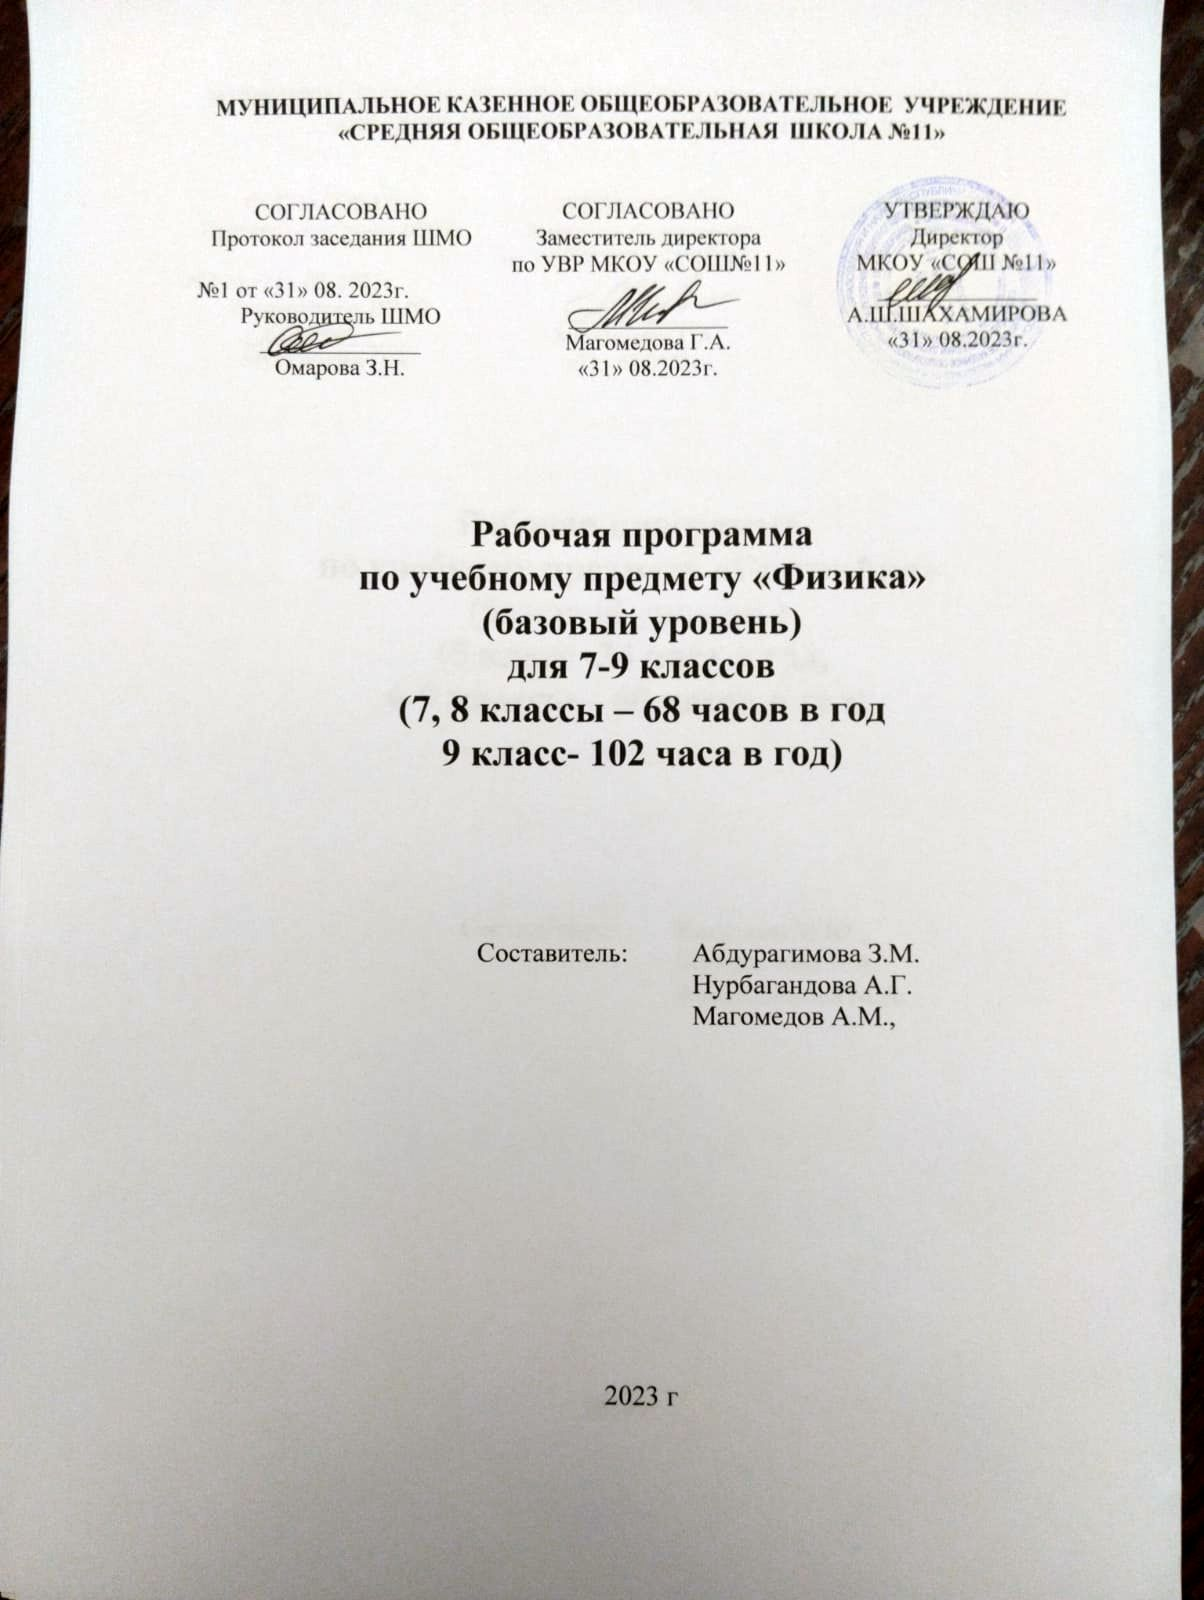 МУНИЦИПАЛЬНОЕ КАЗЕННОЕ ОБЩЕОБРАЗОВАТЕЛЬНОЕ УЧРЕЖДЕНИЕ
«СРЕДНЯЯ ОБЩЕОБРАЗОВАТЕЛЬНАЯ ШКОЛА №11»
СОГЛАСОВАНО
Протокол заседания ШМО
№1 от «31» 08. 2023г.
Руководитель ШМО
Омарова З.Н.
СОГЛАСОВАНО
Заместитель директора
по УВР МКОУ «СОШ№11»
Магомедова Г.А.
«31» 08.2023г.
УТВЕРЖДАЮ
Директор
МКОУ «СОШ №11»
А.Ш.ШАХАМИРОВА
«31» 08.2023г.
Рабочая программа
по учебному предмету «Физика»
(базовый уровень)
для 7-9 классов
(7, 8 классы – 68 часов в год
9 класс- 102 часа в год)
Составитель: Абдурагимова З.М.
Нурбагандова А.Г.
Магомедов А.М.,
2023 г